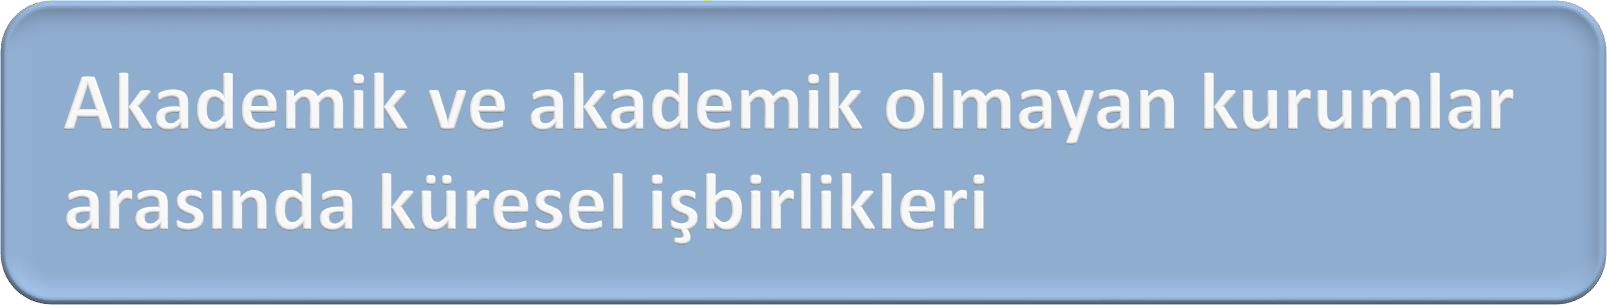 Akademik ve akademik olmayan kurumlar
arasında küresel işbirlikleri